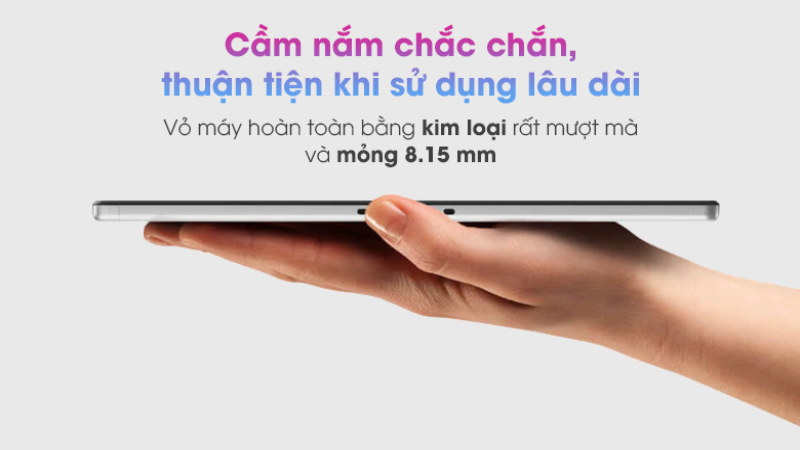 Cầm nắm chắc chắn,
thuận tiện khi sử dụng lâu dài
Vỏ máy hoàn toàn bằng kim loại rất mượt mà
và mỏng 8.15 mm